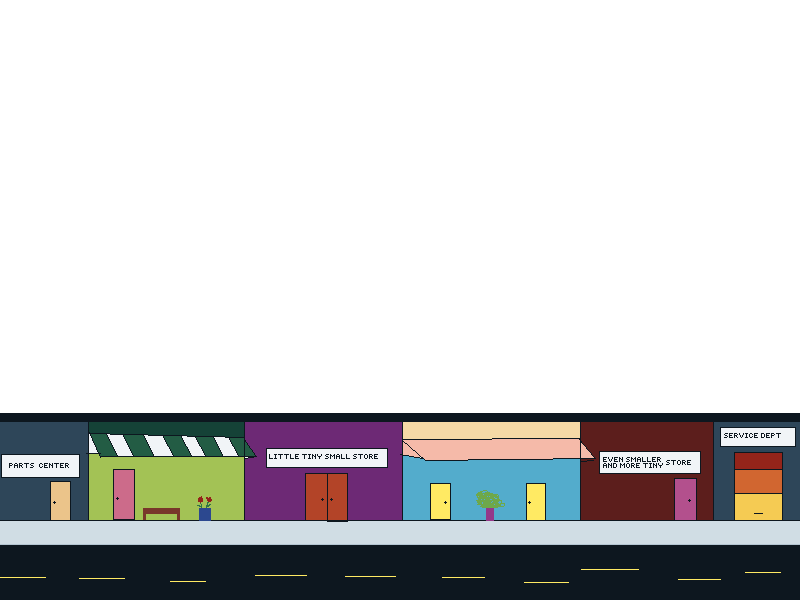 PARTS CENTER
LITTLE TINY SMALL STORE
EVEN SMALLER
AND MORE TINY STORE
SERVICE DEPT